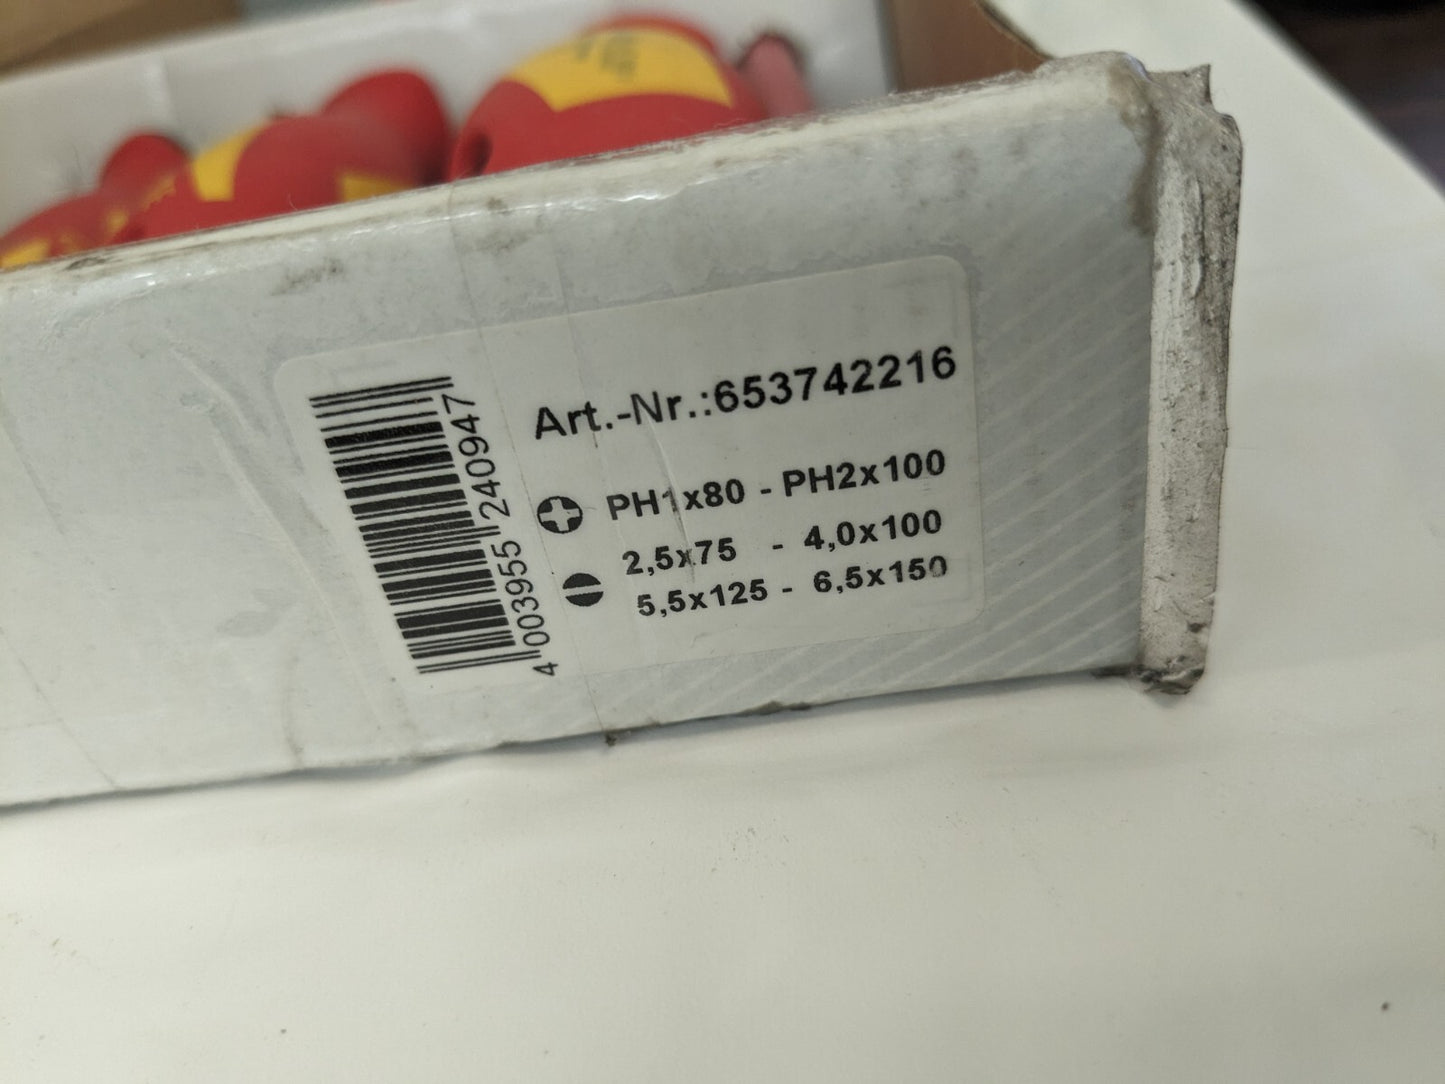 Art.-Nr.:653742216
PH1x80 - PH2x100
2,5x75 - 4,0x100
5,5x125 - 6,5x150
4 003955 240947